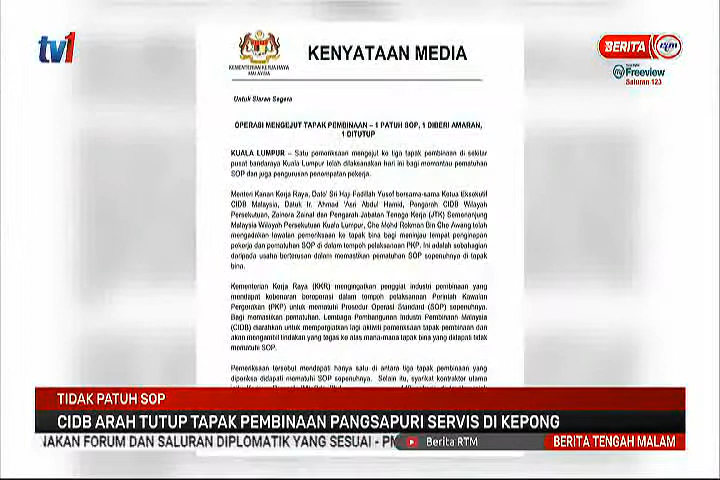 tv1
BERITA rtm
myFreeview
Saluran 123
KEMENTERIAN KERJA RAYA
MALAYSIA
KENYATAAN MEDIA
Untuk Siaran Segera
OPERASI MENGEJUT TAPAK PEMBINAAN – 1 PATUH SOP, 1 DIBERI AMARAN,
1 DITUTUP
KUALA LUMPUR – Satu pemeriksaan mengejut ke tiga tapak pembinaan di sekitar
pusat bandaraya Kuala Lumpur telah dilaksanakan hari ini bagi memantau pematuhan
SOP dan juga pengurusan penempatan pekerja.
Menteri Kanan Kerja Raya, Dato' Sri Haji Fadillah Yusof bersama-sama Ketua Eksekutif
CIDB Malaysia, Datuk Ir. Ahmad 'Asri Abdul Hamid, Pengarah CIDB Wilayah
Persekutuan, Zainora Zainal dan Pengarah Jabatan Tenaga Kerja (JTK) Semenanjung
Malaysia Wilayah Persekutuan Kuala Lumpur, Che Mohd Rokman Bin Che Awang telah
mengadakan lawatan pemeriksaan ke tapak bina bagi meninjau tempat penginapan
pekerja dan pematuhan SOP di dalam tempoh pelaksanaan PKP. Ini adalah sebahagian
daripada usaha berterusan dalam memastikan pematuhan SOP sepenuhnya di tapak
bina.
Kementerian Kerja Raya (KKR) mengingatkan penggiat industri pembinaan yang
mendapat kebenaran beroperasi dalam tempoh pelaksanaan Perintah Kawalan
Pergerakan (PKP) untuk mematuhi Prosedur Operasi Standard (SOP) sepenuhnya.
Bagi memastikan pematuhan, Lembaga Pembangunan Industri Pembinaan Malaysia
(CIDB) diarahkan untuk mempergiatkan lagi aktiviti pemeriksaan tapak pembinaan dan
akan mengambil tindakan yang tegas ke atas mana-mana tapak bina yang didapati tidak
mematuhi SOP.
Pemeriksaan tersebut mendapati hanya satu di antara tiga tapak pembinaan yang
diperiksa didapati mematuhi SOP sepenuhnya. Selain itu, syarikat kontraktor utama
TIDAK PATUH SOP
CIDB ARAH TUTUP TAPAK PEMBINAAN PANGSAPURI SERVIS DI KEPONG
NAKAN FORUM DAN SALURAN DIPLOMATIK YANG SESUAI - PM
Berita RTM
BERITA TENGAH MALAM